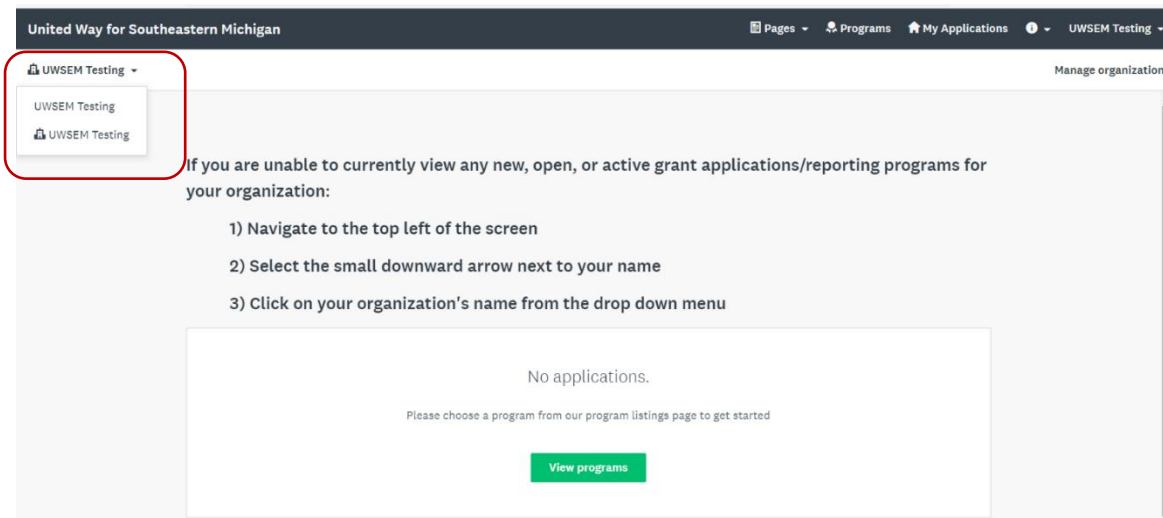 United Way for Southeastern Michigan
Pages Programs My Applications UWSEM Testing
UWSEM Testing
Manage organization
UWSEM Testing
UWSEM Testing
If you are unable to currently view any new, open, or active grant applications/reporting programs for
your organization:
1) Navigate to the top left of the screen
2) Select the small downward arrow next to your name
3) Click on your organization's name from the drop down menu
No applications.
Please choose a program from our program listings page to get started
View programs